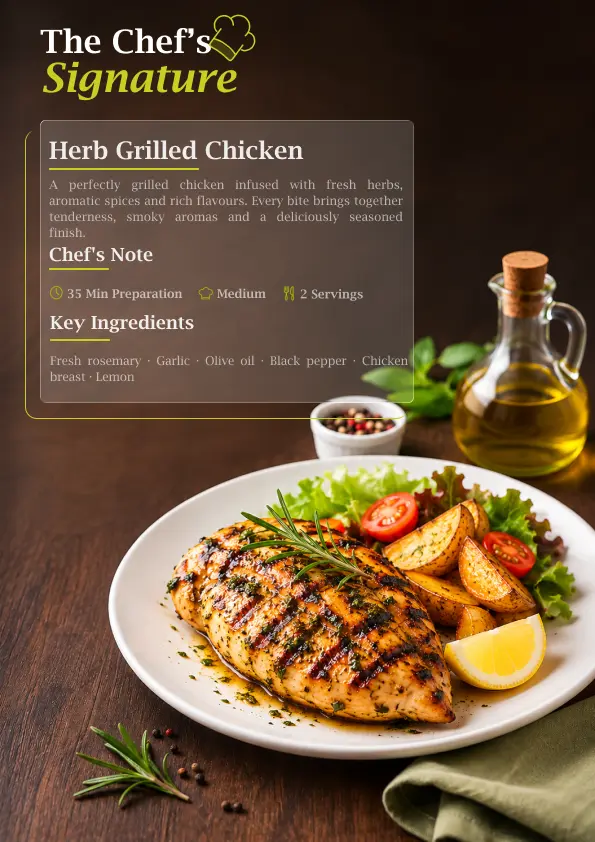 The Chef's
Signature
Herb Grilled Chicken
A perfectly grilled chicken infused with fresh herbs,
aromatic spices and rich flavours. Every bite brings together
tenderness, smoky aromas and a deliciously seasoned
finish.
Chef's Note
35 Min Preparation Medium 2 Servings
Key Ingredients
Fresh rosemary · Garlic · Olive oil · Black pepper · Chicken
breast · Lemon